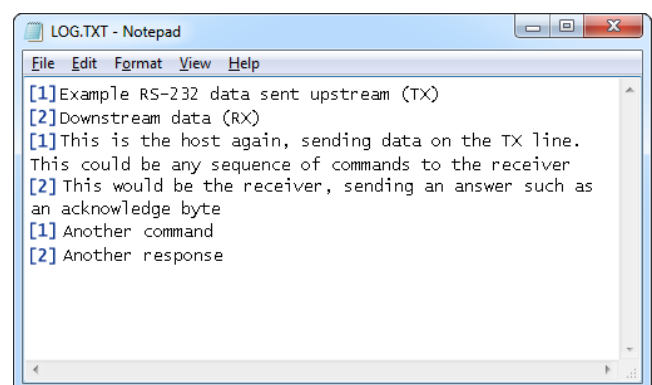 LOG.TXT - Notepad
File Edit Format View Help
[1]Example RS-232 data sent upstream (TX)
[2]Downstream data (RX)
[1]This is the host again, sending data on the TX line.
This could be any sequence of commands to the receiver
[2] This would be the receiver, sending an answer such as
an acknowledge byte
[1] Another command
[2] Another response